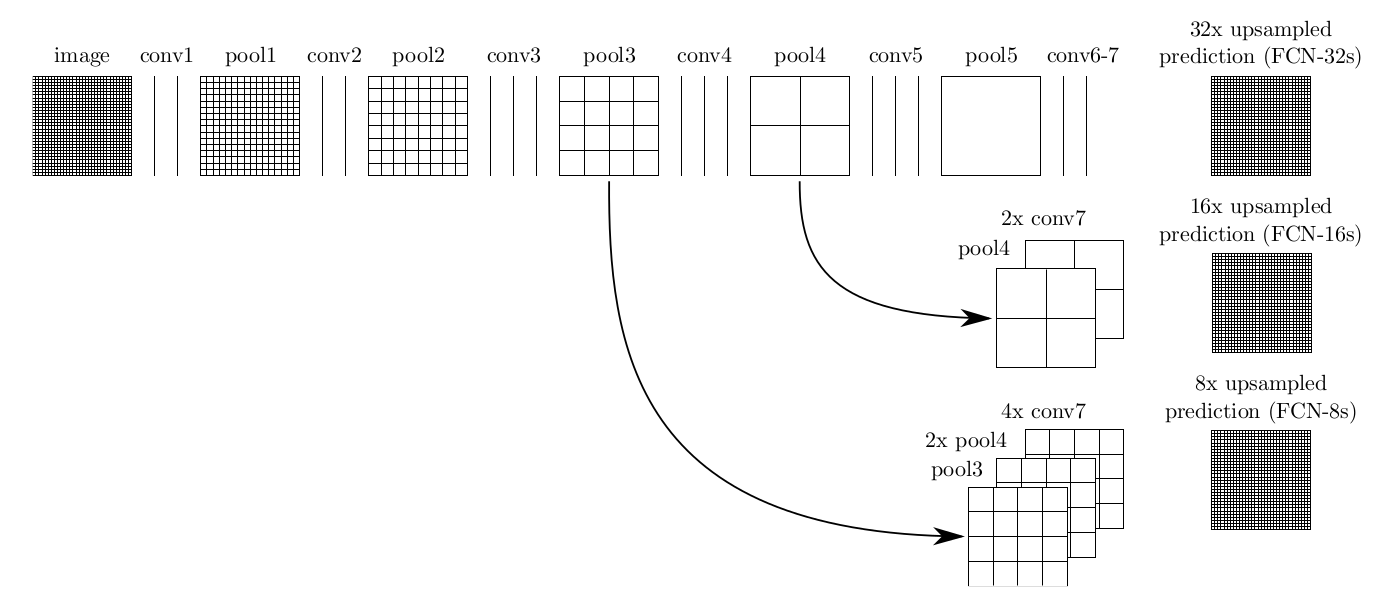 image
conv1
pool1
conv2
pool2
conv3
pool3
conv4
pool4
conv5
pool5
conv6-7
32x upsampled
prediction (FCN-32s)
2x conv7
pool4
16x upsampled
prediction (FCN-16s)
4x conv7
2x pool4
pool3
8x upsampled
prediction (FCN-8s)